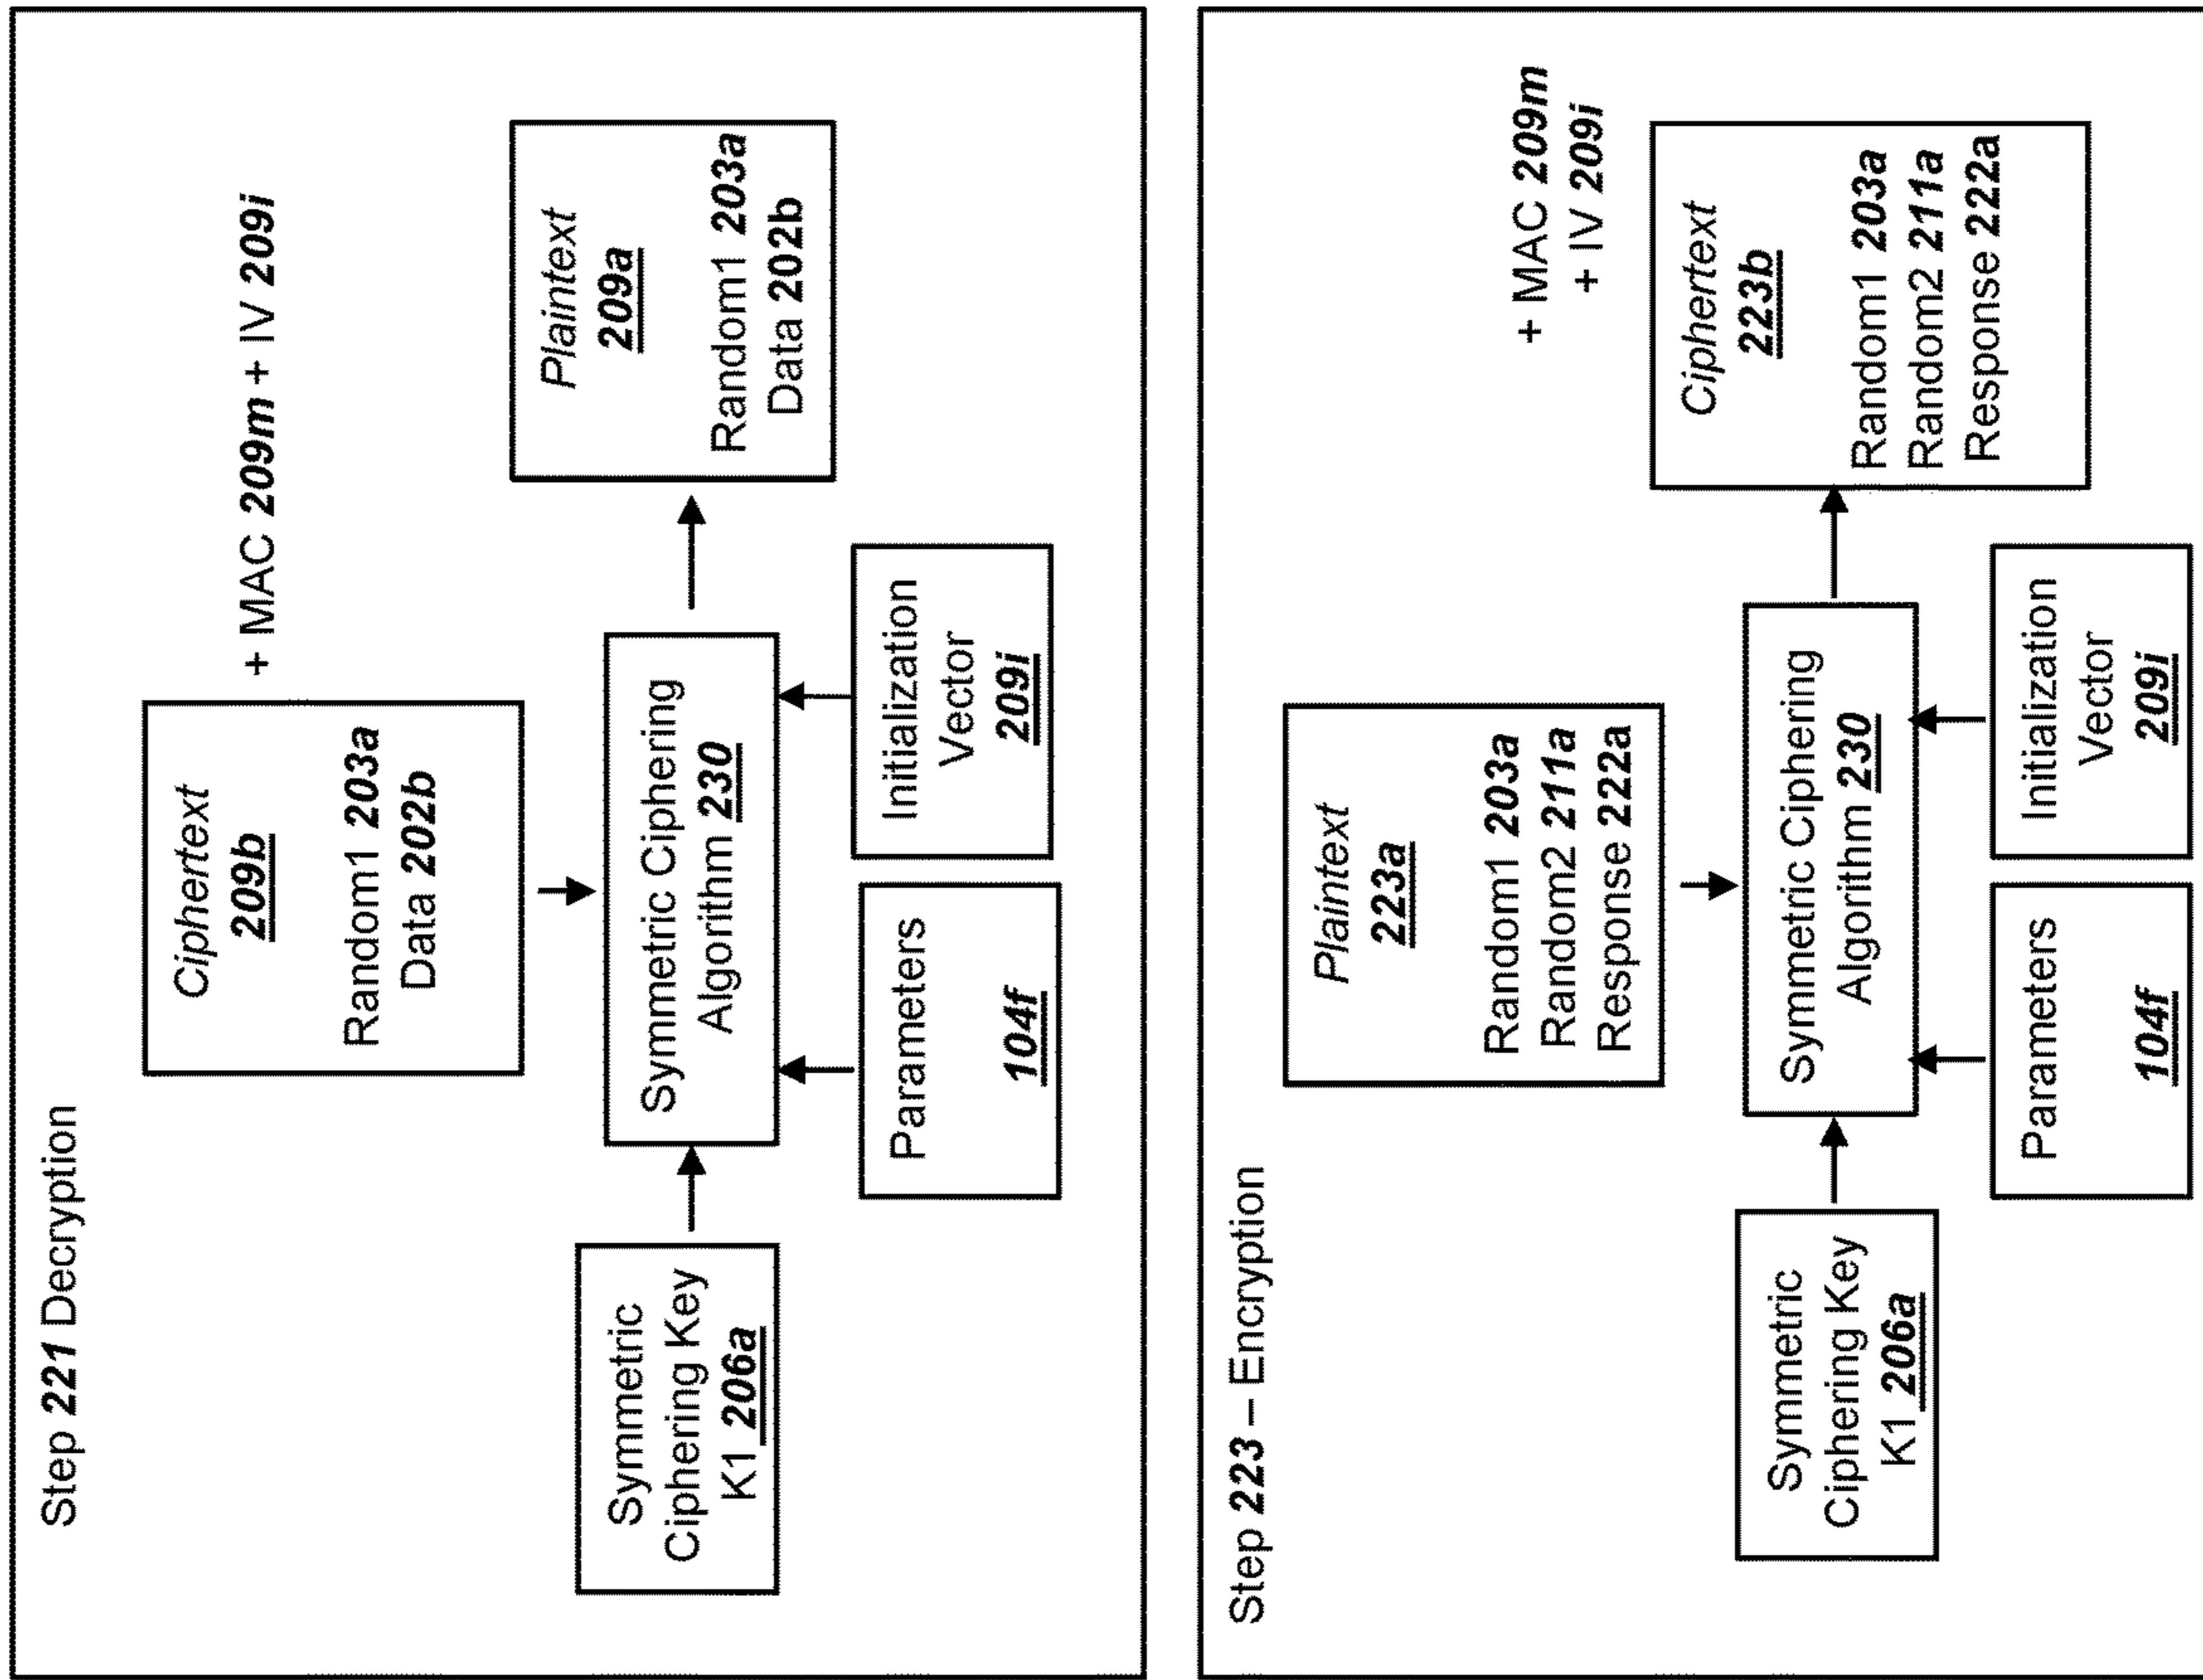 Step 221 Decryption
Ciphertext
209b
Random1 203a
Data 202b
+ MAC 209m + IV 209i
Symmetric
Ciphering Key
K1 206a
Symmetric Ciphering
Algorithm 230
Plaintext
209a
Random1 203a
Data 202b
Parameters
104f
Initialization
Vector
209i
Step 223 – Encryption
Plaintext
223a
Random1 203a
Random2 211a
Response 222a
+ MAC 209m
+ IV 209i
Symmetric
Ciphering Key
K1 206a
Symmetric Ciphering
Algorithm 230
Ciphertext
223b
Random1 203a
Random2 211a
Response 222a
Parameters
104f
Initialization
Vector
209i